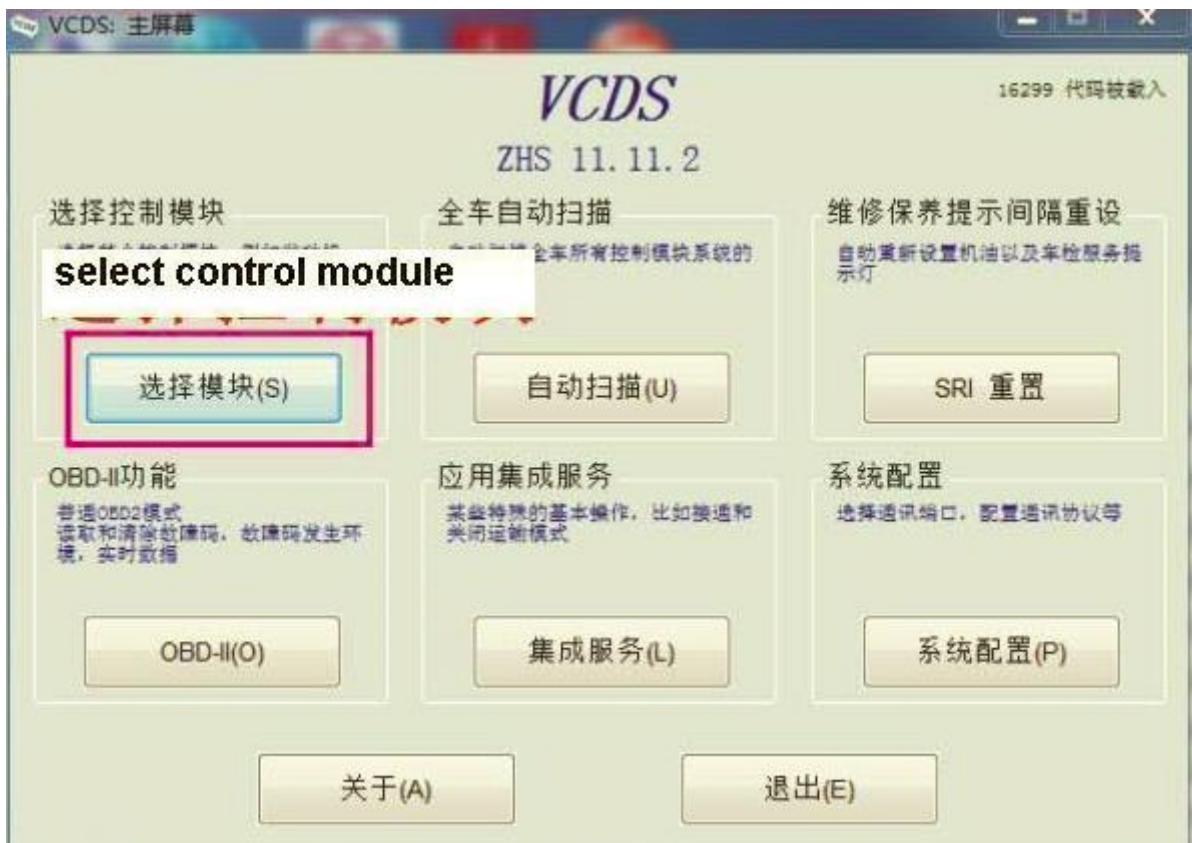 VCDS: 主屏幕
VCDS
16299 代码被载入
ZHS 11.11.2
选择控制模块
全车自动扫描
维修保养提示间隔重设
全车所有控制模块系统的
自动重新设置机油以及车检服务提
示灯
select control module
选择模块(S)
自动扫描(U)
SRI 重置
OBD-II功能
应用集成服务
系统配置
普通OBD2模式
读取和清除故障码, 故障码发生环
境, 实时数据
某些特殊的基本操作, 比如接通和
关闭运输模式
选择通讯端口, 配置通讯协议等
OBD-II(O)
集成服务(L)
系统配置(P)
关于(A)
退出(E)